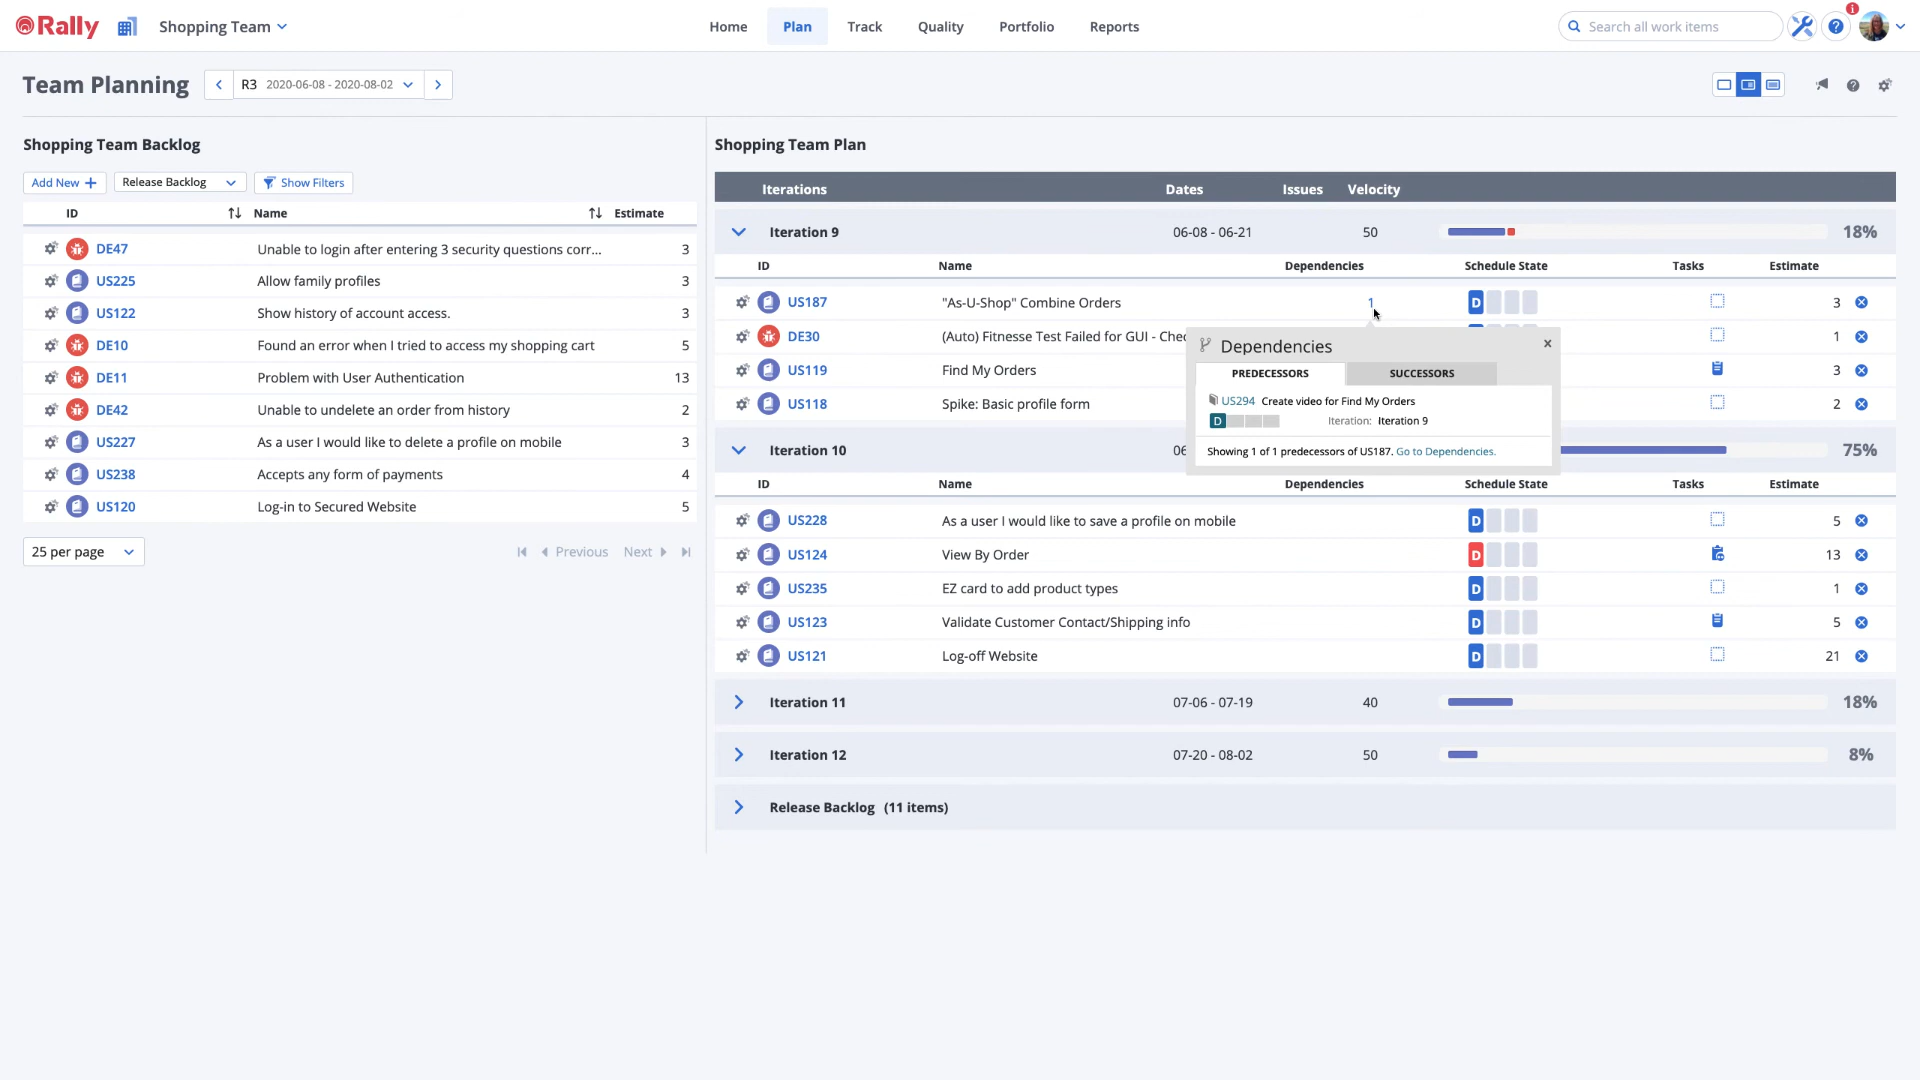 Rally Shopping Team Home Plan Track Quality Portfolio Reports Search all work items 1
Team Planning R3 2020-06-08 - 2020-08-02
Shopping Team Backlog
Add New Release Backlog Show Filters
ID Name Estimate
DE47 Unable to login after entering 3 security questions corr... 3
US225 Allow family profiles 3
US122 Show history of account access. 3
DE10 Found an error when I tried to access my shopping cart 5
DE11 Problem with User Authentication 13
DE42 Unable to undelete an order from history 2
US227 As a user I would like to delete a profile on mobile 3
US238 Accepts any form of payments 4
US120 Log-in to Secured Website 5
25 per page Previous Next
Shopping Team Plan
Iterations Dates Issues Velocity
Iteration 9 06-08 - 06-21 50 18%
ID Name Dependencies Schedule State Tasks Estimate
US187 "As-U-Shop" Combine Orders 1 D 3
DE30 (Auto) Fitnesse Test Failed for GUI - Chec 1
US119 Find My Orders 3
US118 Spike: Basic profile form 2
Dependencies x
PREDECESSORS SUCCESSORS
US294 Create video for Find My Orders
D Iteration: Iteration 9
Showing 1 of 1 predecessors of US187. Go to Dependencies.
Iteration 10 06 75%
ID Name Dependencies Schedule State Tasks Estimate
US228 As a user I would like to save a profile on mobile D 5
US124 View By Order D 13
US235 EZ card to add product types D 1
US123 Validate Customer Contact/Shipping info D 5
US121 Log-off Website D 21
Iteration 11 07-06 - 07-19 40 18%
Iteration 12 07-20 - 08-02 50 8%
Release Backlog (11 items)